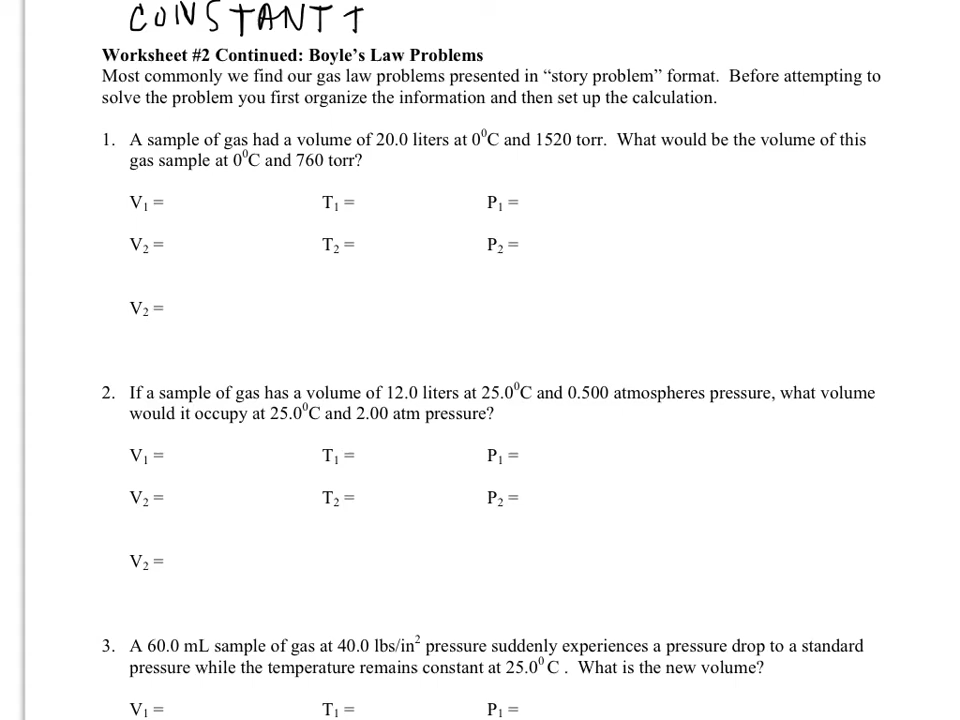 CONSTANT T
Worksheet #2 Continued: Boyle's Law Problems
Most commonly we find our gas law problems presented in “story problem” format. Before attempting to
solve the problem you first organize the information and then set up the calculation.
1. A sample of gas had a volume of 20.0 liters at 0⁰C and 1520 torr. What would be the volume of this
gas sample at 0⁰C and 760 torr?
V₁ = T₁ = P₁ =
V₂ = T₂ = P₂ =
V₂ =
2. If a sample of gas has a volume of 12.0 liters at 25.0⁰C and 0.500 atmospheres pressure, what volume
would it occupy at 25.0⁰C and 2.00 atm pressure?
V₁ = T₁ = P₁ =
V₂ = T₂ = P₂ =
V₂ =
3. A 60.0 mL sample of gas at 40.0 lbs/in² pressure suddenly experiences a pressure drop to a standard
pressure while the temperature remains constant at 25.0⁰ C . What is the new volume?
V₁ = T₁ = P₁ =